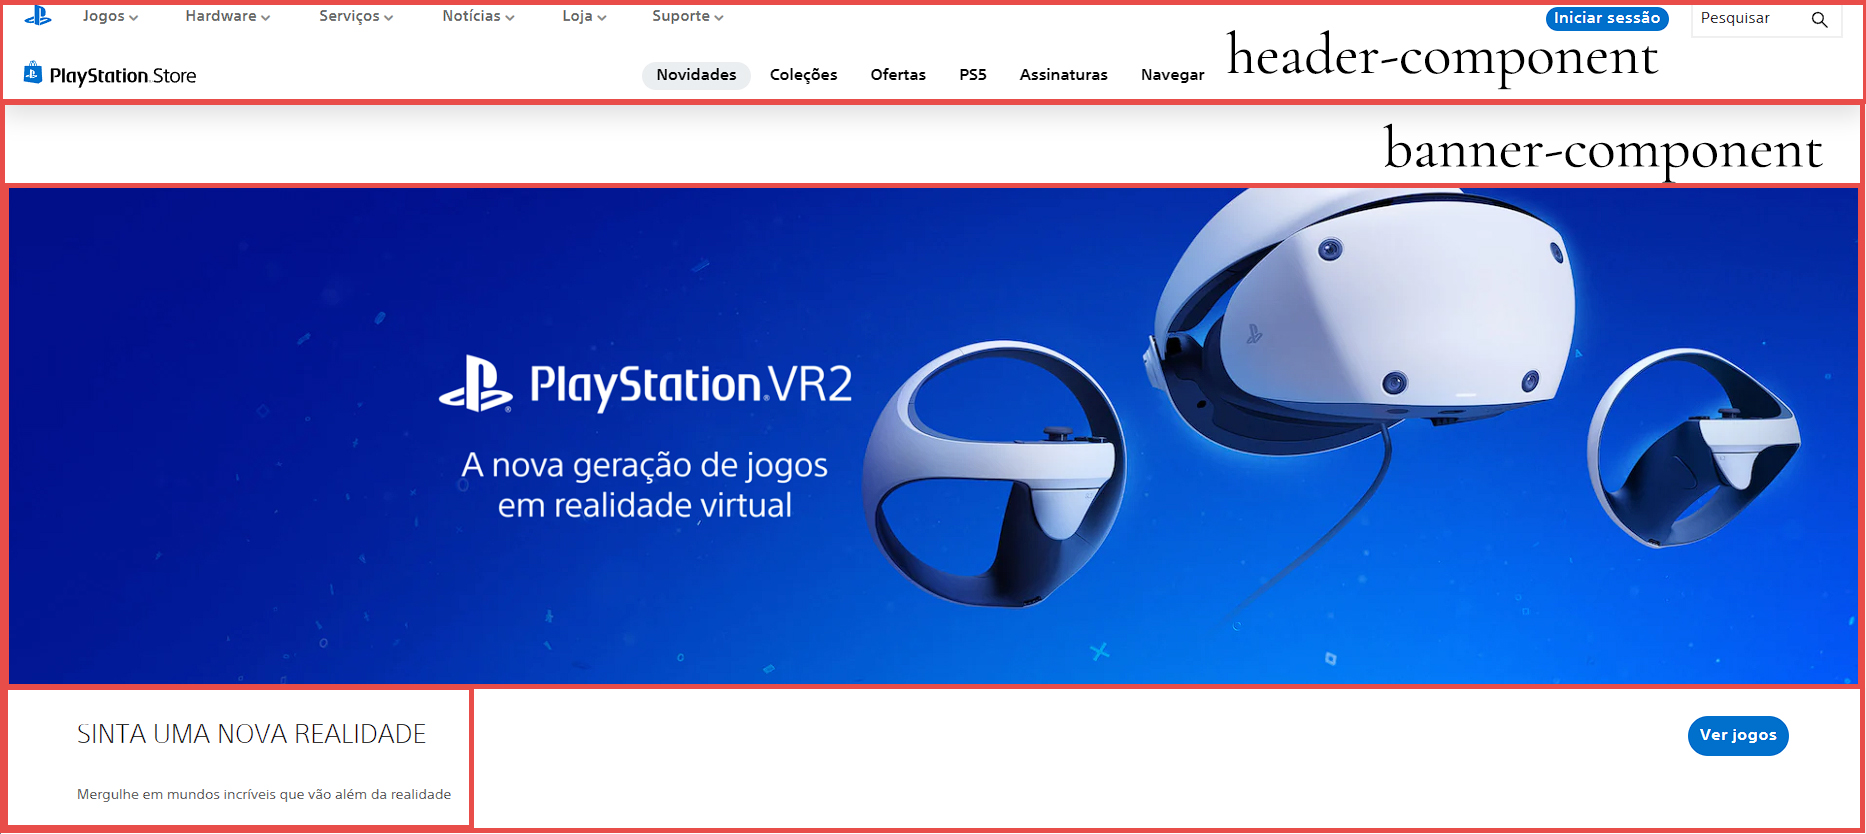 Jogos Hardware Serviços Notícias Loja Suporte Iniciar sessão Pesquisar
PlayStation Store Novidades Coleções Ofertas PS5 Assinaturas Navegar header-component
banner-component
PlayStation VR2
A nova geração de jogos
em realidade virtual
SINTA UMA NOVA REALIDADE
Ver jogos
Mergulhe em mundos incríveis que vão além da realidade